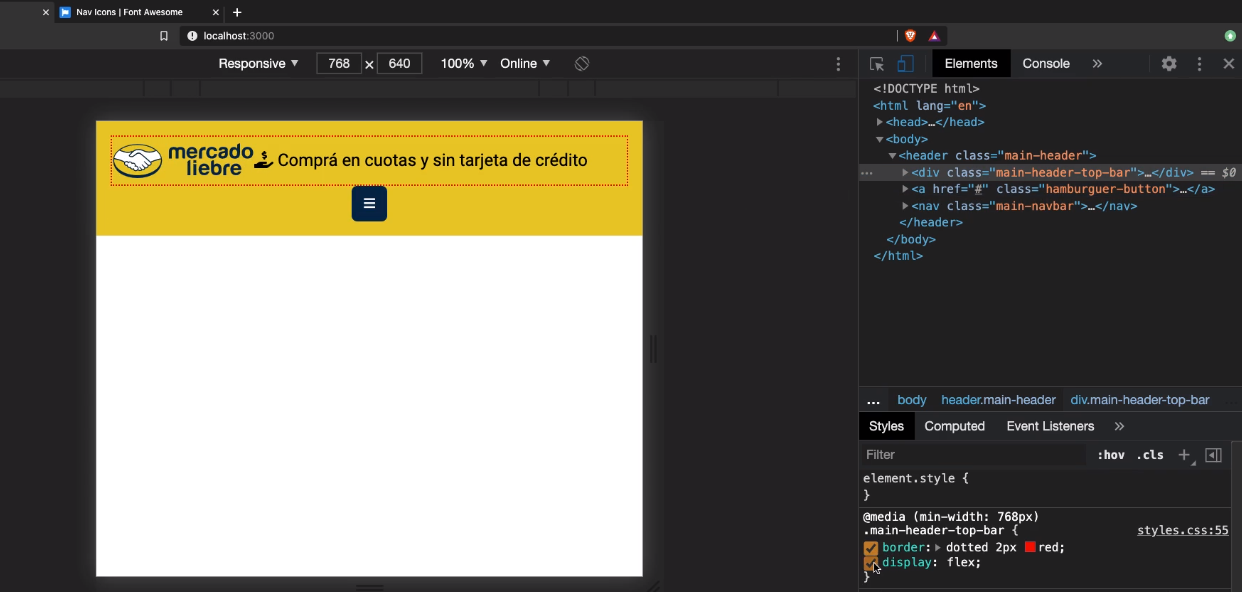 Nav Icons | Font Awesome
localhost:3000
Responsive 768 x 640 100% Online
Elements Console »
mercado
liebre
Comprá en cuotas y sin tarjeta de crédito
<!DOCTYPE html>
<html lang="en">
<head>…</head>
<body>
<header class="main-header">
… <div class="main-header-top-bar">…</div> == $0
<a href="#" class="hamburguer-button">…</a>
<nav class="main-navbar">…</nav>
</header>
</body>
</html>
… body header.main-header div.main-header-top-bar
Styles Computed Event Listeners »
Filter :hov .cls +
element.style {
}
@media (min-width: 768px)
.main-header-top-bar { styles.css:55
border: dotted 2px red;
display: flex;
}